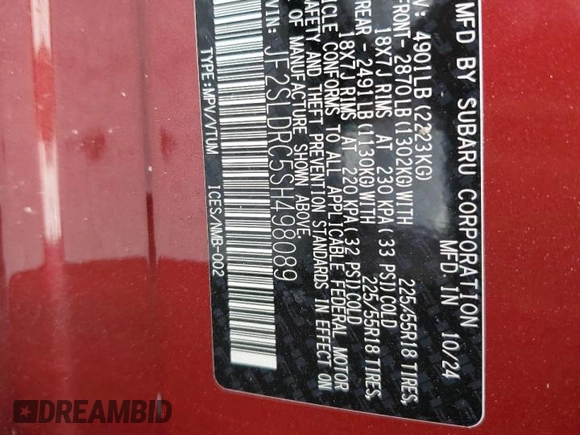 MFD BY SUBARU CORPORATION
MFD IN 10/24
4901LB (2223KG)
FRONT- 2870LB (1302KG) WITH 225/55R18 TIRES,
18X7J RIMS AT 230 KPA ( 33 PSI),COLD
REAR - 2491LB (1130KG) WITH 225/55R18 TIRES,
18X7J RIMS AT 220 KPA ( 32 PSI),COLD
CONFORMS TO ALL APPLICABLE FEDERAL MOTOR
SAFETY AND THEFT PREVENTION STANDARDS IN EFFECT ON
MANUFACTURE SHOWN ABOVE.
VIN: JF2SLDRC5SH498089
TYPE: MPV/VTUM ICES/NMB-002
DREAMBID